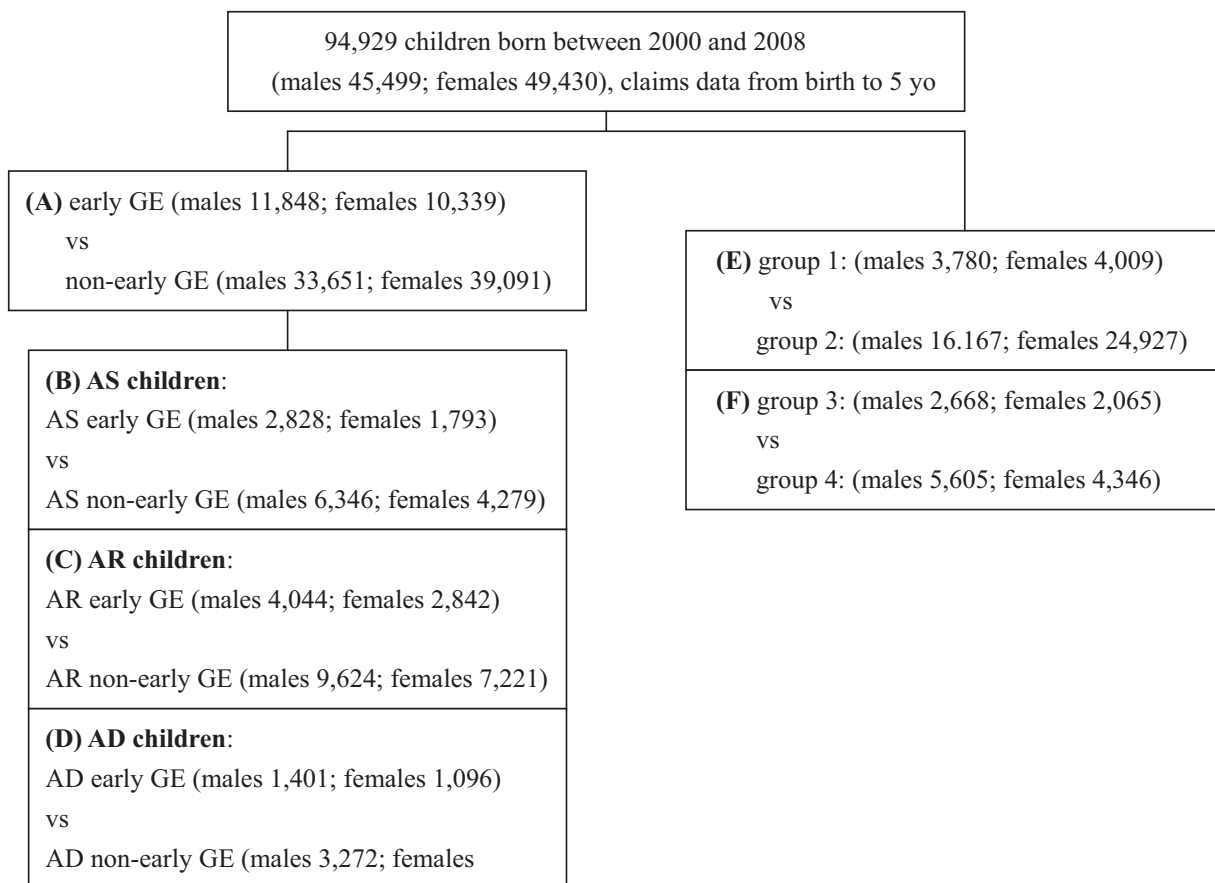 94,929 children born between 2000 and 2008
(males 45,499; females 49,430), claims data from birth to 5 yo
(A) early GE (males 11,848; females 10,339)
vs
non-early GE (males 33,651; females 39,091)
(B) AS children:
AS early GE (males 2,828; females 1,793)
vs
AS non-early GE (males 6,346; females 4,279)
(C) AR children:
AR early GE (males 4,044; females 2,842)
vs
AR non-early GE (males 9,624; females 7,221)
(D) AD children:
AD early GE (males 1,401; females 1,096)
vs
AD non-early GE (males 3,272; females
(E) group 1: (males 3,780; females 4,009)
vs
group 2: (males 16.167; females 24,927)
(F) group 3: (males 2,668; females 2,065)
vs
group 4: (males 5,605; females 4,346)